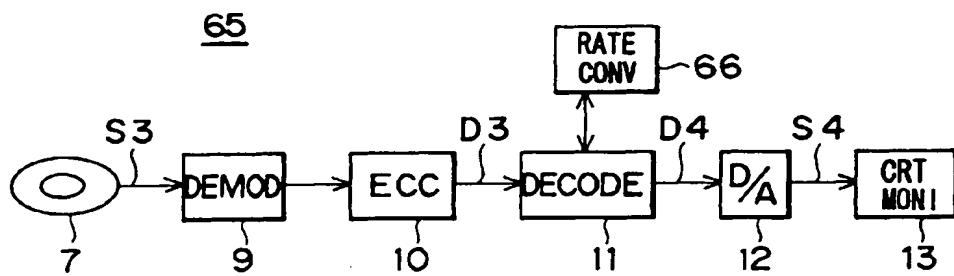 65
RATE
CONV
66
S3
D3
D4
S4
DEMOD
ECC
DECODE
D/A
CRT
MONI
7
9
10
11
12
13